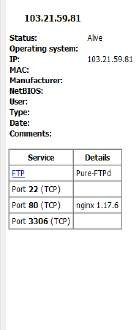 103.21.59.81
Status: Alve
Operating system:
IP: 103.21.59.81
MAC:
Manufacturer:
NetBIOS:
User:
Type:
Date:
Comments:
Service Details
FTP Pure-FTPd
Port 22 (TCP)
Port 80 (TCP) nginx 1.17.6
Port 3306 (TCP)